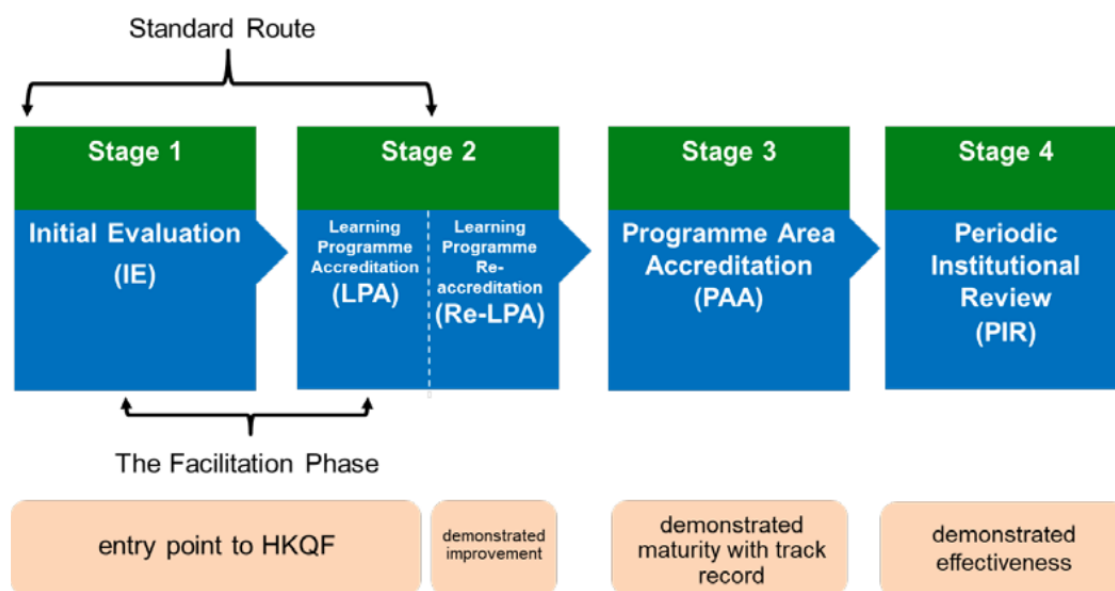 Standard Route
Stage 1
Initial Evaluation
(IE)
Stage 2
Learning
Programme
Accreditation
(LPA)
Learning
Programme
Re-
accreditation
(Re-LPA)
Stage 3
Programme Area
Accreditation
(PAA)
Stage 4
Periodic
Institutional
Review
(PIR)
The Facilitation Phase
entry point to HKQF
demonstrated
improvement
demonstrated
maturity with track
record
demonstrated
effectiveness